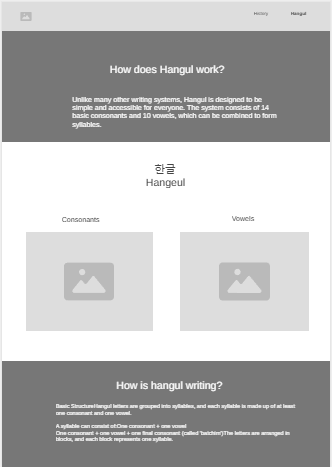 History
Hangul
How does Hangul work?
Unlike many other writing systems, Hangul is designed to be
simple and accessible for everyone. The system consists of 14
basic consonants and 10 vowels, which can be combined to form
syllables.
한글
Hangeul
Consonants
Vowels
How is hangul writing?
Basic Structure Hangul letters are grouped into syllables, and each syllable is made up of at least
one consonant and one vowel.
A syllable can consist of:One consonant + one vowel
One consonant + one vowel + one final consonant (called 'batchim')The letters are arranged in
blocks, and each block represents one syllable.